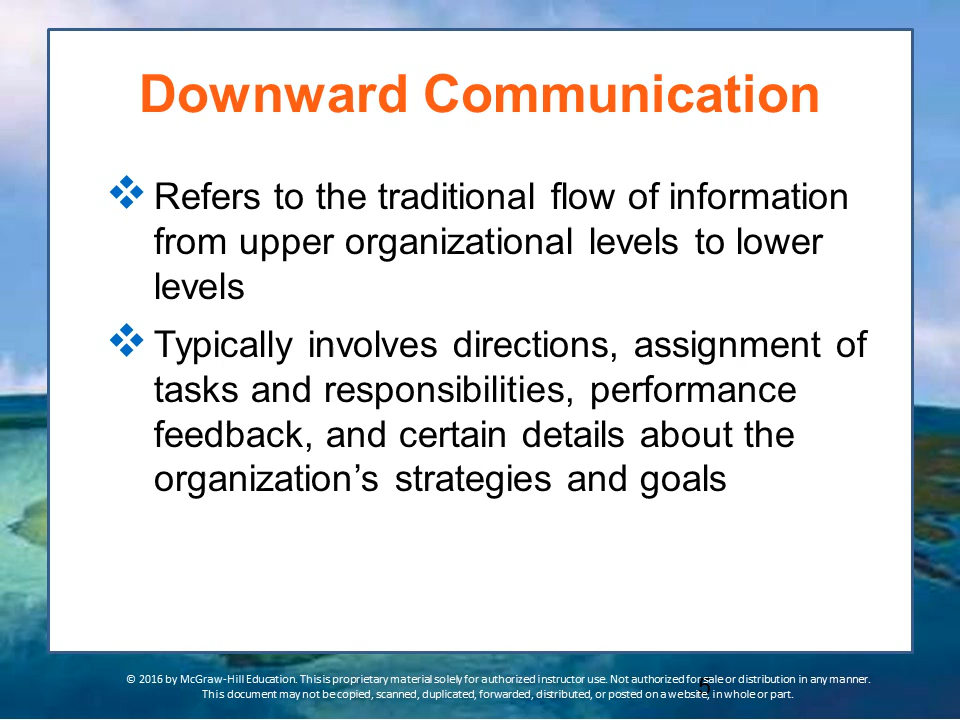 Downward Communication
Refers to the traditional flow of information
from upper organizational levels to lower
levels
Typically involves directions, assignment of
tasks and responsibilities, performance
feedback, and certain details about the
organization’s strategies and goals
© 2016 by McGraw-Hill Education. This is proprietary material solely for authorized instructor use. Not authorized for sale or distribution in any manner.
This document may not be copied, scanned, duplicated, forwarded, distributed, or posted on a website, in whole or part.
5